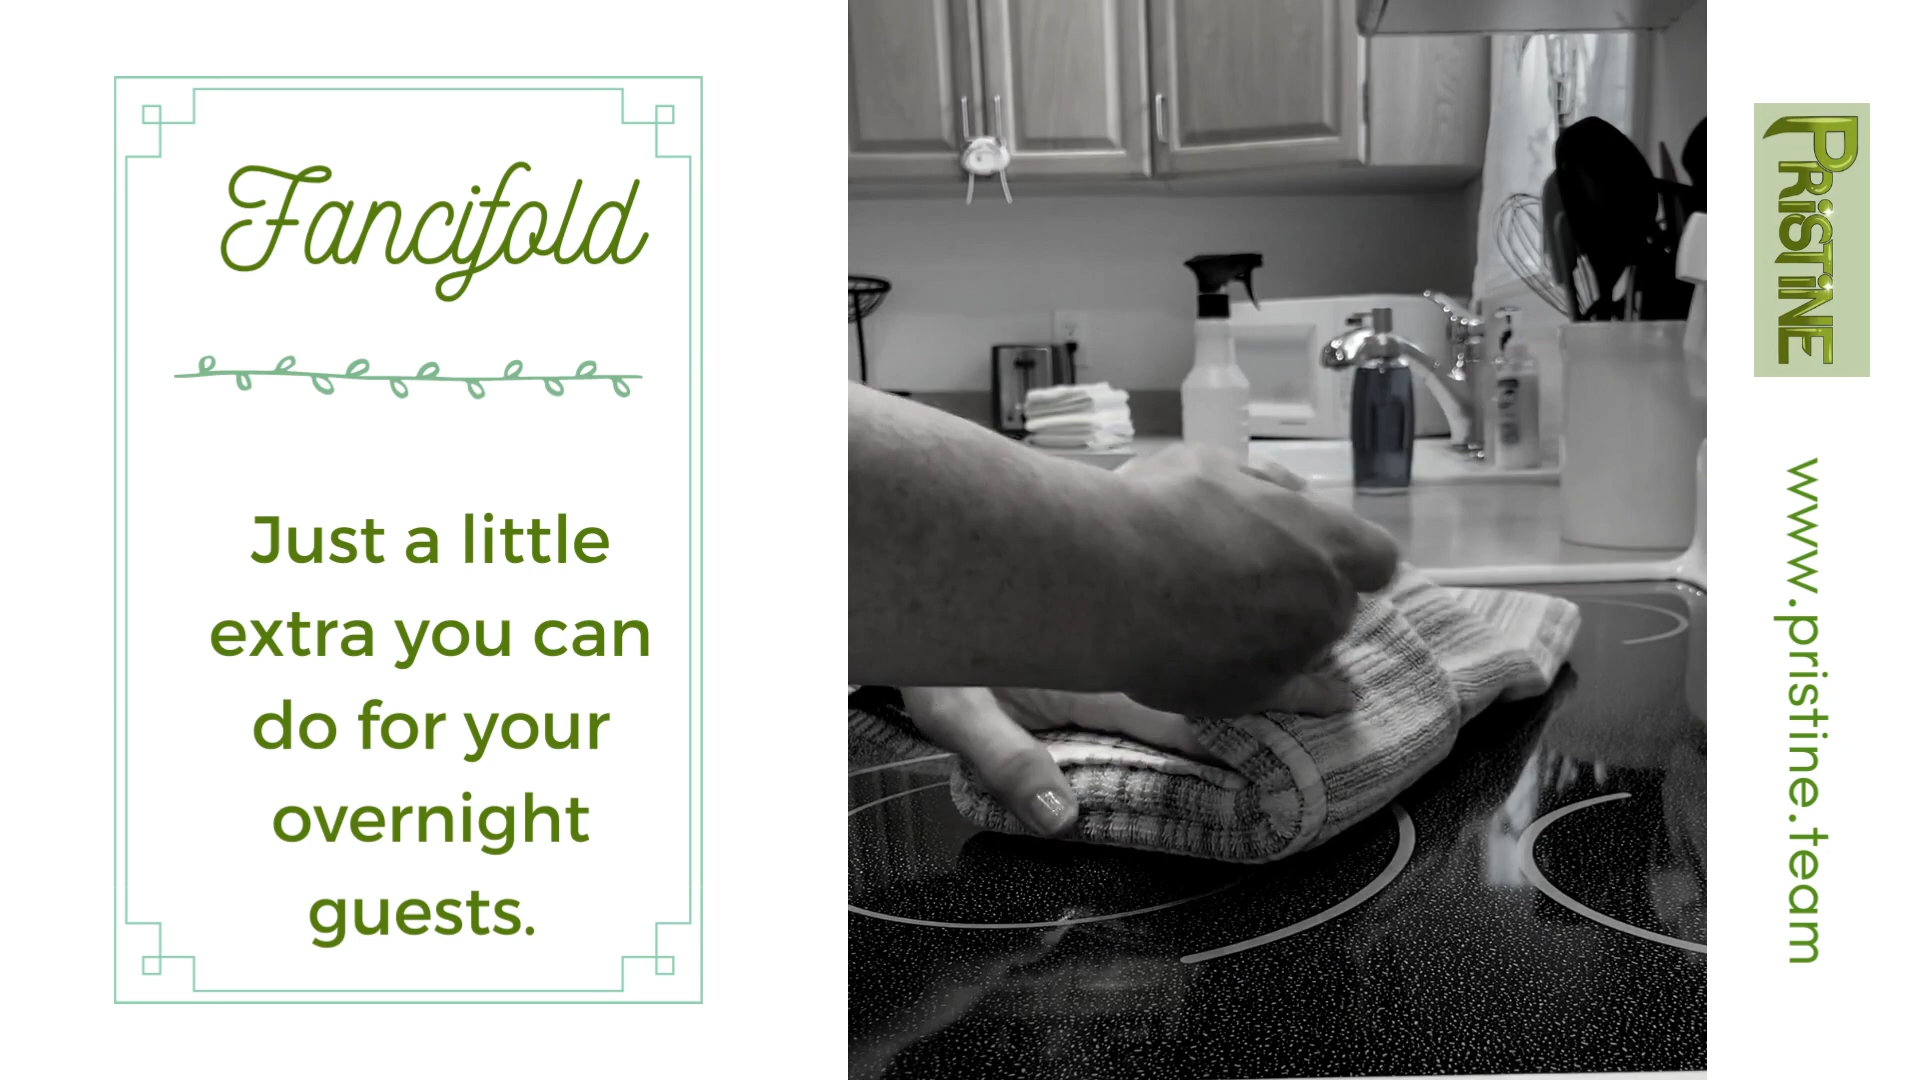 Fancifold
Just a little
extra you can
do for your
overnight
guests.
PRiSTiNE
www.pristine.team